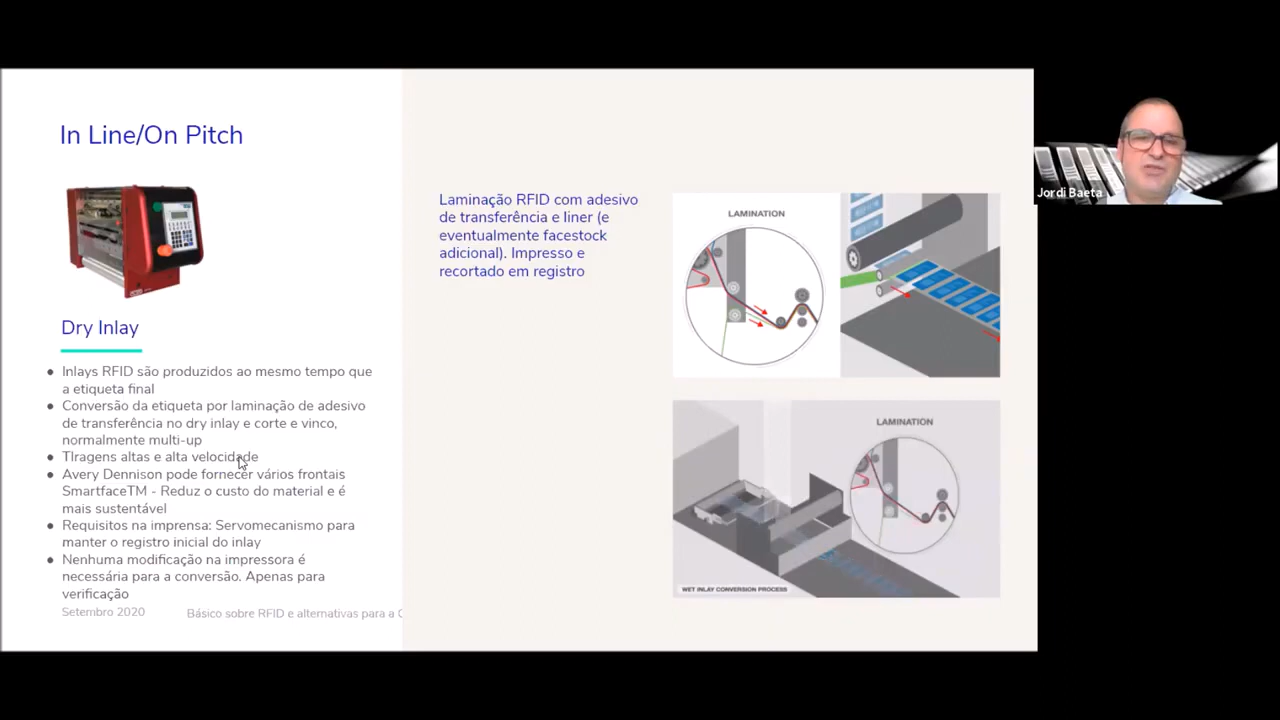 In Line/On Pitch
Dry Inlay
● Inlays RFID são produzidos ao mesmo tempo que
a etiqueta final
● Conversão da etiqueta por laminação de adesivo
de transferência no dry inlay e corte e vinco,
normalmente multi-up
● TIragens altas e alta velocidade
● Avery Dennison pode fornecer vários frontais
SmartfaceTM - Reduz o custo do material e é
mais sustentável
● Requisitos na imprensa: Servomecanismo para
manter o registro inicial do inlay
● Nenhuma modificação na impressora é
necessária para a conversão. Apenas para
verificação
Setembro 2020
Básico sobre RFID e alternativas para a
Laminação RFID com adesivo
de transferência e liner (e
eventualmente facestock
adicional). Impresso e
recortado em registro
LAMINATION
LAMINATION
WET INLAY CONVERSION PROCESS
Jordi Baeta